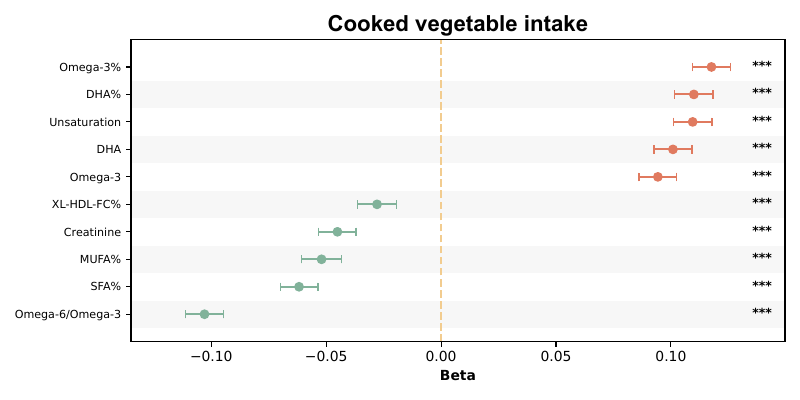 Cooked vegetable intake
Omega-3% ***
DHA% ***
Unsaturation ***
DHA ***
Omega-3 ***
XL-HDL-FC% ***
Creatinine ***
MUFA% ***
SFA% ***
Omega-6/Omega-3 ***
−0.10 −0.05 0.00 0.05 0.10
Beta